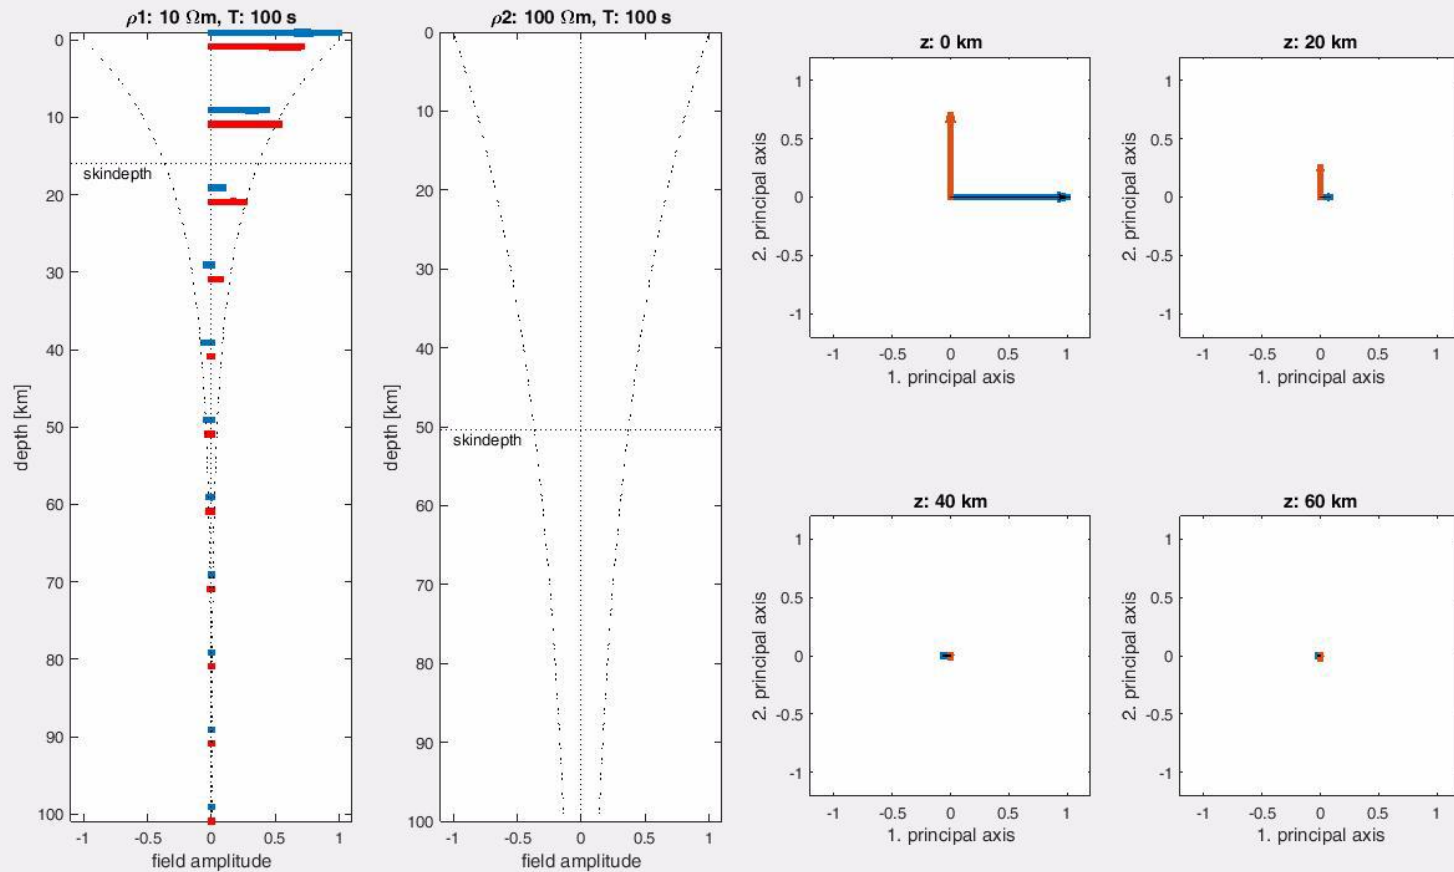 ρ1: 10 Ωm, T: 100 s
0
10
20
30
40
50
60
70
80
90
100
skindepth
depth [km]
-1 -0.5 0 0.5 1
field amplitude
ρ2: 100 Ωm, T: 100 s
0
10
20
30
40
50
60
70
80
90
100
skindepth
depth [km]
-1 -0.5 0 0.5 1
field amplitude
z: 0 km
1
0.5
0
-0.5
-1
2. principal axis
-1 -0.5 0 0.5 1
1. principal axis
z: 20 km
1
0.5
0
-0.5
-1
2. principal axis
-1 -0.5 0 0.5 1
1. principal axis
z: 40 km
1
0.5
0
-0.5
-1
2. principal axis
-1 -0.5 0 0.5 1
1. principal axis
z: 60 km
1
0.5
0
-0.5
-1
2. principal axis
-1 -0.5 0 0.5 1
1. principal axis